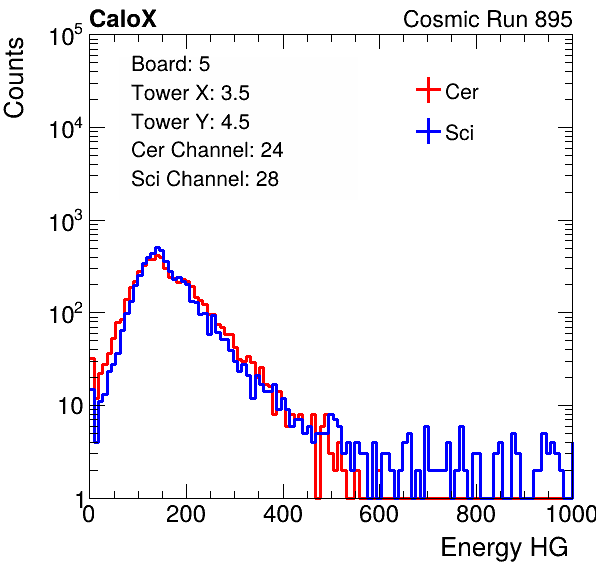 CaloX Cosmic Run 895
Counts
10^5
10^4
10^3
10^2
10
1
Board: 5
Tower X: 3.5
Tower Y: 4.5
Cer Channel: 24
Sci Channel: 28
Cer
Sci
0 200 400 600 800 1000
Energy HG